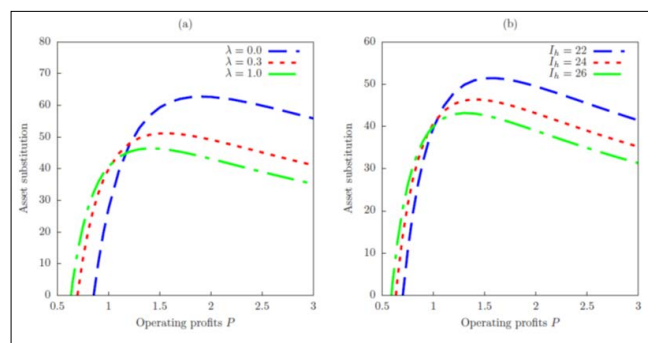 (a)
80
70
60
50
40
30
20
10
0
Asset substitution
λ = 0.0
λ = 0.3
λ = 1.0
0.5 1 1.5 2 2.5 3
Operating profits P
(b)
60
50
40
30
20
10
0
Asset substitution
I_h = 22
I_h = 24
I_h = 26
0.5 1 1.5 2 2.5 3
Operating profits P